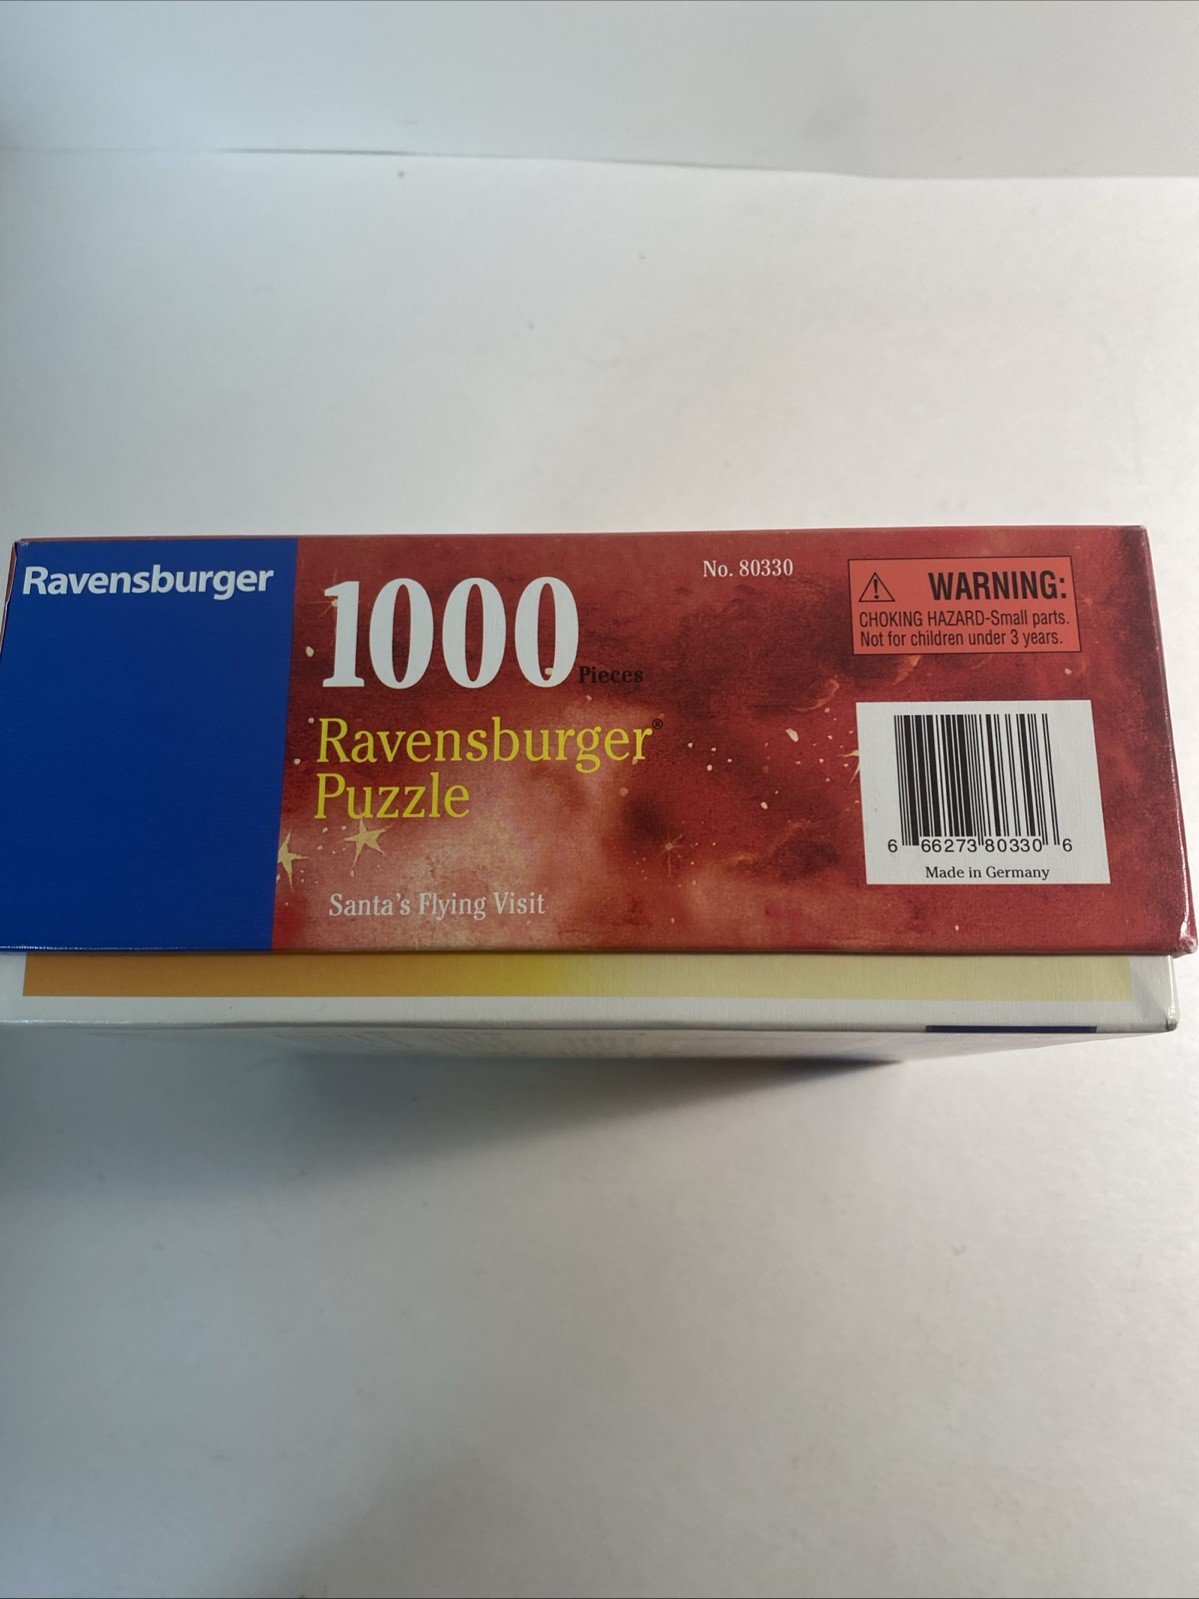 Ravensburger
1000 Pieces
No. 80330
WARNING:
CHOKING HAZARD-Small parts.
Not for children under 3 years.
Ravensburger®
Puzzle
Santa's Flying Visit
6 66273 80330 6
Made in Germany